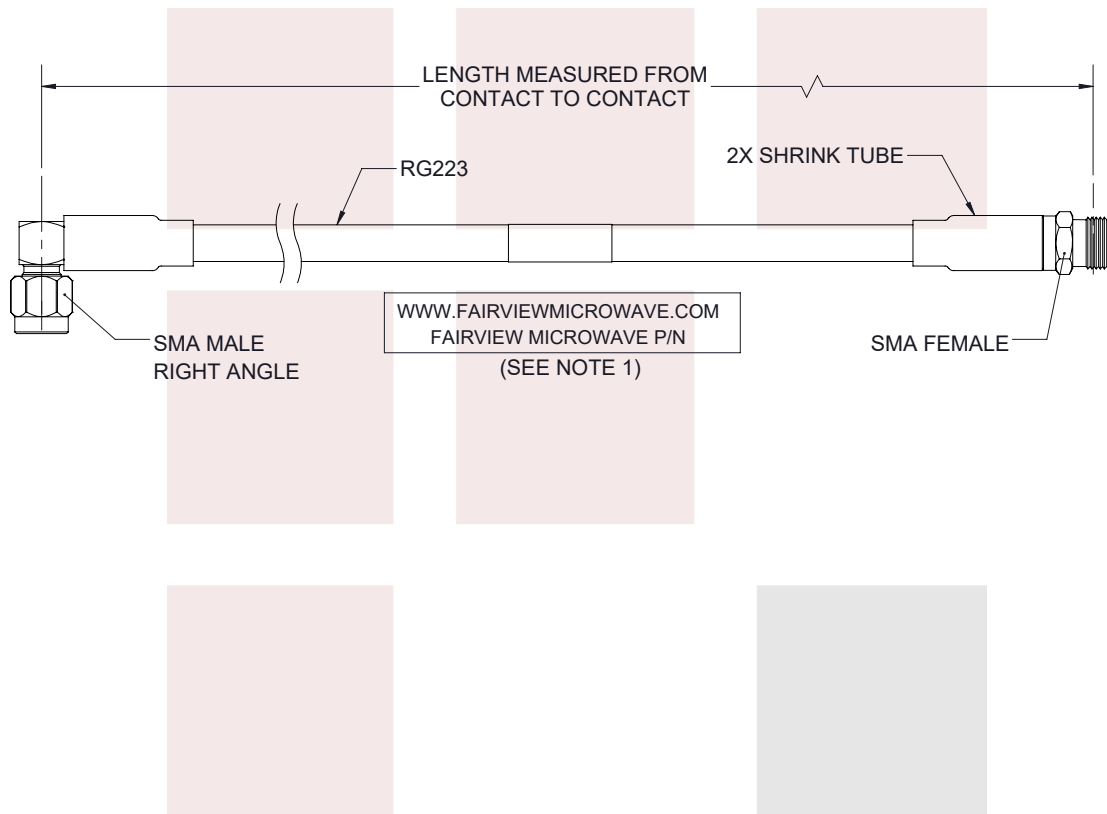 LENGTH MEASURED FROM
CONTACT TO CONTACT
RG223
2X SHRINK TUBE
WWW.FAIRVIEWMICROWAVE.COM
FAIRVIEW MICROWAVE P/N
(SEE NOTE 1)
SMA MALE
RIGHT ANGLE
SMA FEMALE